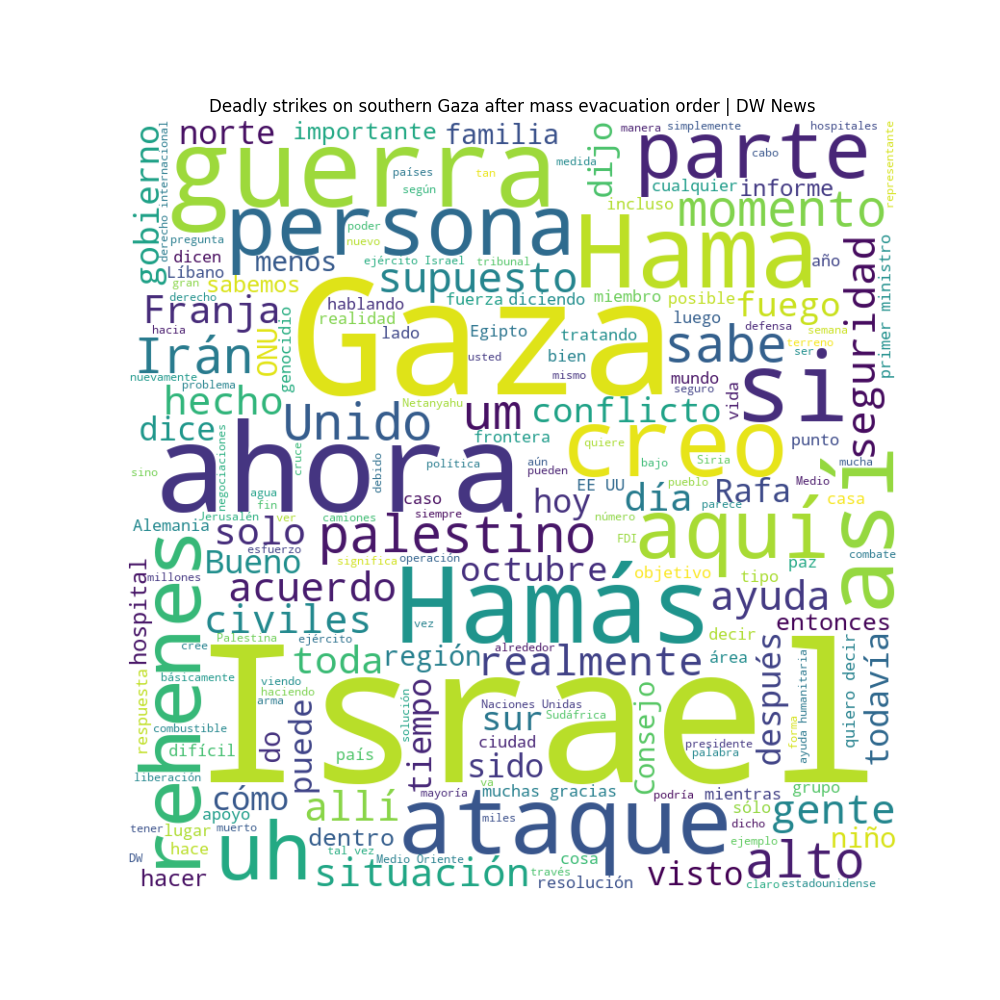 Deadly strikes on southern Gaza after mass evacuation order | DW News
gobierno
derecho internacional
norte
importante
familia
medida
dijo
manera
simplemente
hospitales
parte
cabo
representante
guerra
países
según
tan
cualquier
informe
incluso
momento
persona
poder
nuevo
Hama
pregunta
dicen
Líbano
gran
derecho
menos
sabemos
ejército Israel
tribunal
supuesto
año
seguridad
primer ministro
Franja
hablando
realidad
fuerza
diciendo
miembro
posible
fuego
luego
defensa
semana
terreno
ser
hacia
Irán
ONU
genocidio
lado
Gaza
Egipto
usted
tratando
bien
mismo
sabe
mundo
seguro
vida
si
nuevamente
problema
hecho
Netanyahu
Unido
um
conflicto
dice
negociaciones
cruce
frontera
creo
quiere
punto
ahora
debido
política
aún
pueden
bajo
Siria
pueblo
mucha
Medio
así
sino
agua
fin
caso
siempre
hoy
EE UU
día
Rafa
parece
casa
Jerusalén
ver
camiones
número
Alemania
solo
esfuerzo
palestino
FDI
aquí
combate
rehenes
Bueno
significa
operación
octubre
objetivo
tipo
paz
hospital
millones
acuerdo
Hamás
ayuda
civiles
vez
entonces
Palestina
ejército
cree
alrededor
decir
toda
región
realmente
área
después
ayuda humanitaria
quiero decir
todavía
respuesta
básicamente
viendo
haciendo
arma
Israel
solución
Naciones Unidas
Sudáfrica
sur
Consejo
forma
combustible
difícil
do
puede
país
tiempo
ciudad
presidente
palabra
liberación
sido
va
grupo
cómo
apoyo
allí
mayoría
muchas gracias
podría
mientras
sólo
gente
tener
lugar
muerto
miles
ataque
dicho
hace
uh
dentro
ejemplo
niño
DW
tal vez
Medio Oriente
cosa
alto
hacer
situación
través
resolución
visto
claro
estadounidense